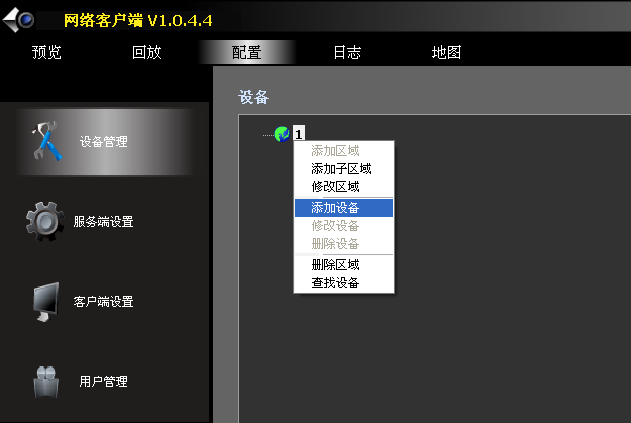 网络客户端 V1.0.4.4
预览 回放 配置 日志 地图
设备管理
服务端设置
客户端设置
用户管理
设备
1
添加区域
添加子区域
修改区域
添加设备
修改设备
删除设备
删除区域
查找设备